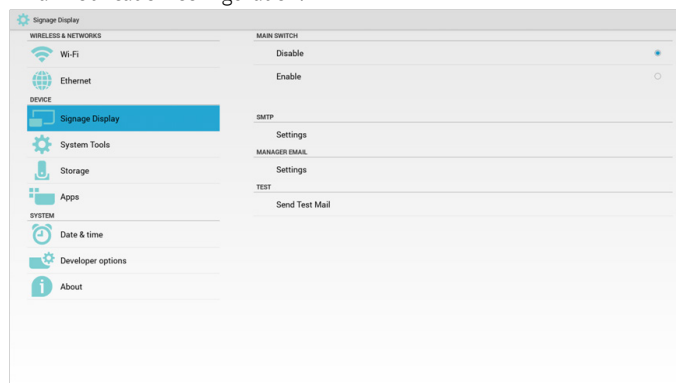 Signage Display
WIRELESS & NETWORKS
Wi-Fi
Ethernet
DEVICE
Signage Display
System Tools
Storage
Apps
SYSTEM
Date & time
Developer options
About
MAIN SWITCH
Disable
Enable
SMTP
Settings
MANAGER EMAIL
Settings
TEST
Send Test Mail